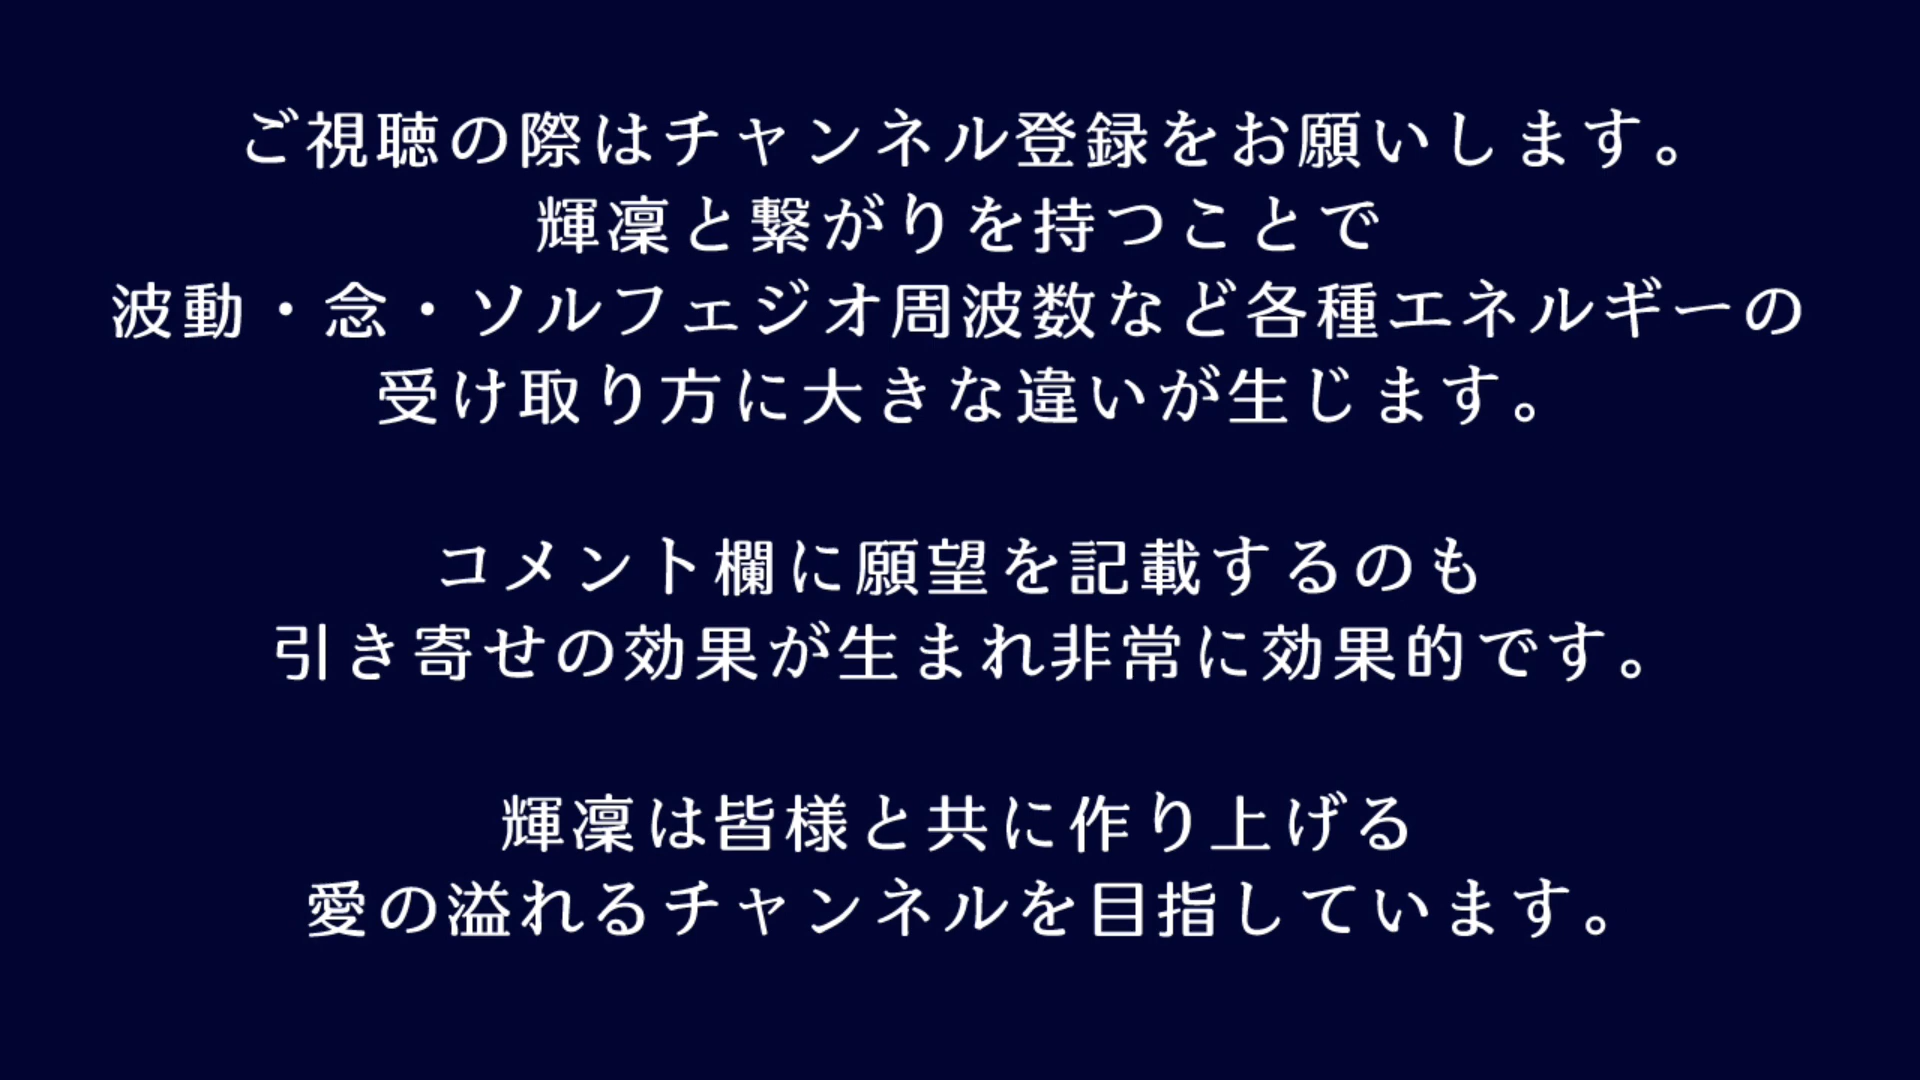 ご視聴の際はチャンネル登録をお願いします。
輝凜と繋がりを持つことで
波動・念・ソルフェジオ周波数など各種エネルギーの
受け取り方に大きな違いが生じます。
コメント欄に願望を記載するのも
引き寄せの効果が生まれ非常に効果的です。
輝凜は皆様と共に作り上げる
愛の溢れるチャンネルを目指しています。